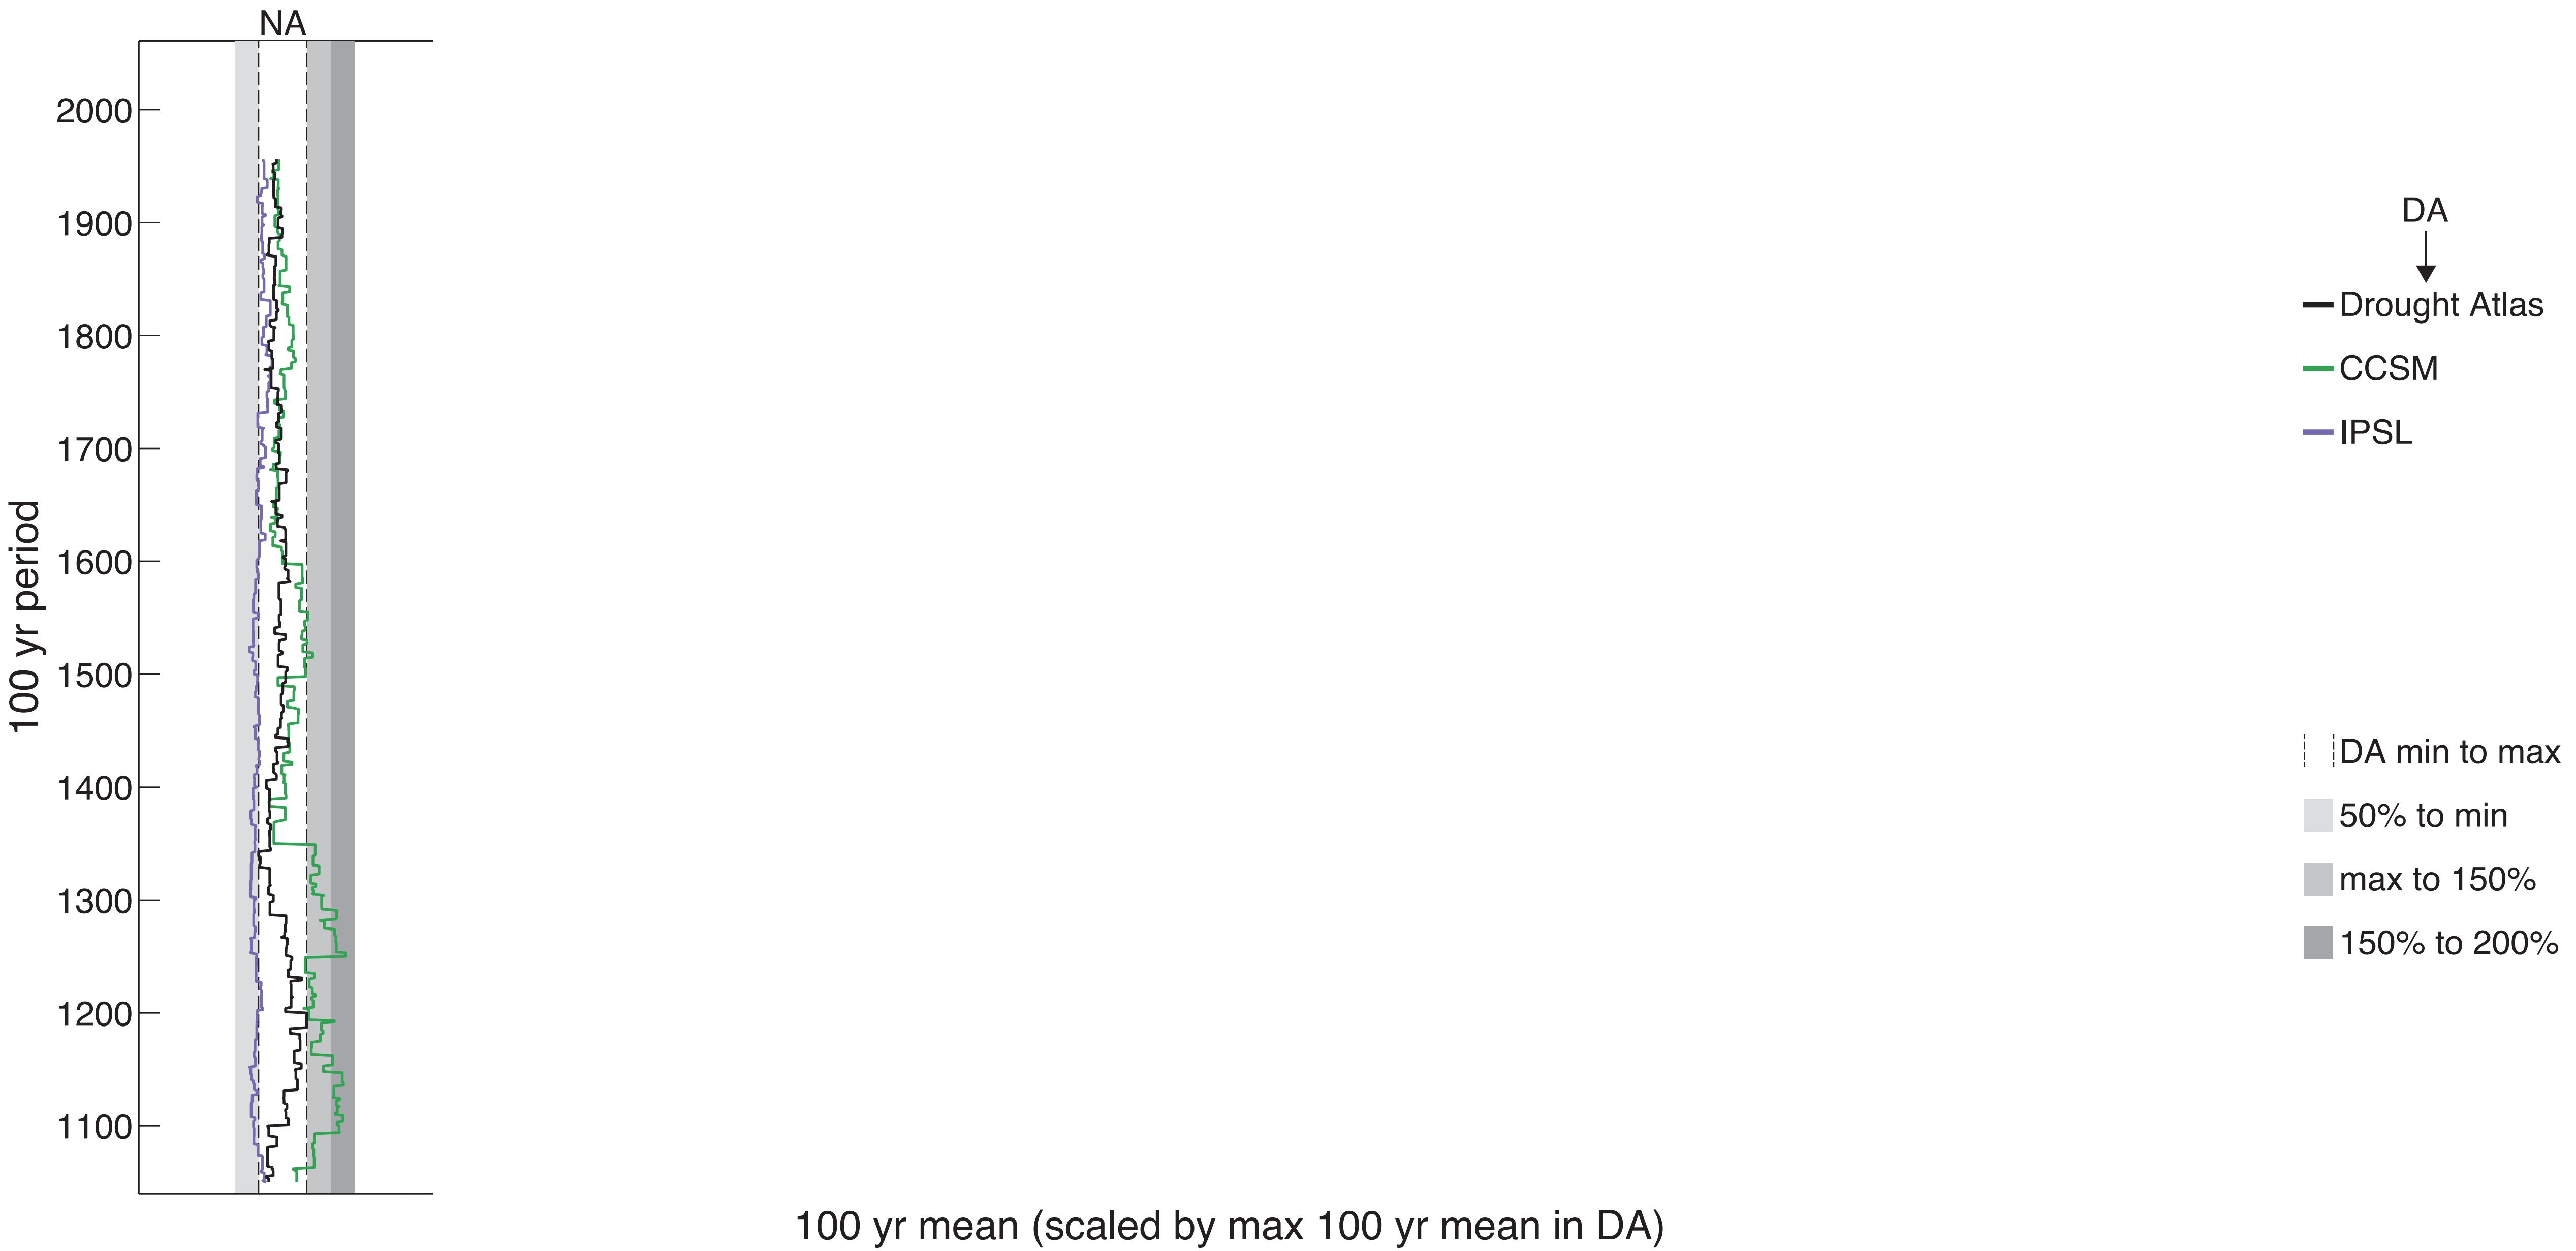 NA
2000
1900
1800
1700
1600
1500
1400
1300
1200
1100
100 yr period
100 yr mean (scaled by max 100 yr mean in DA)
DA
Drought Atlas
CCSM
IPSL
DA min to max
50% to min
max to 150%
150% to 200%